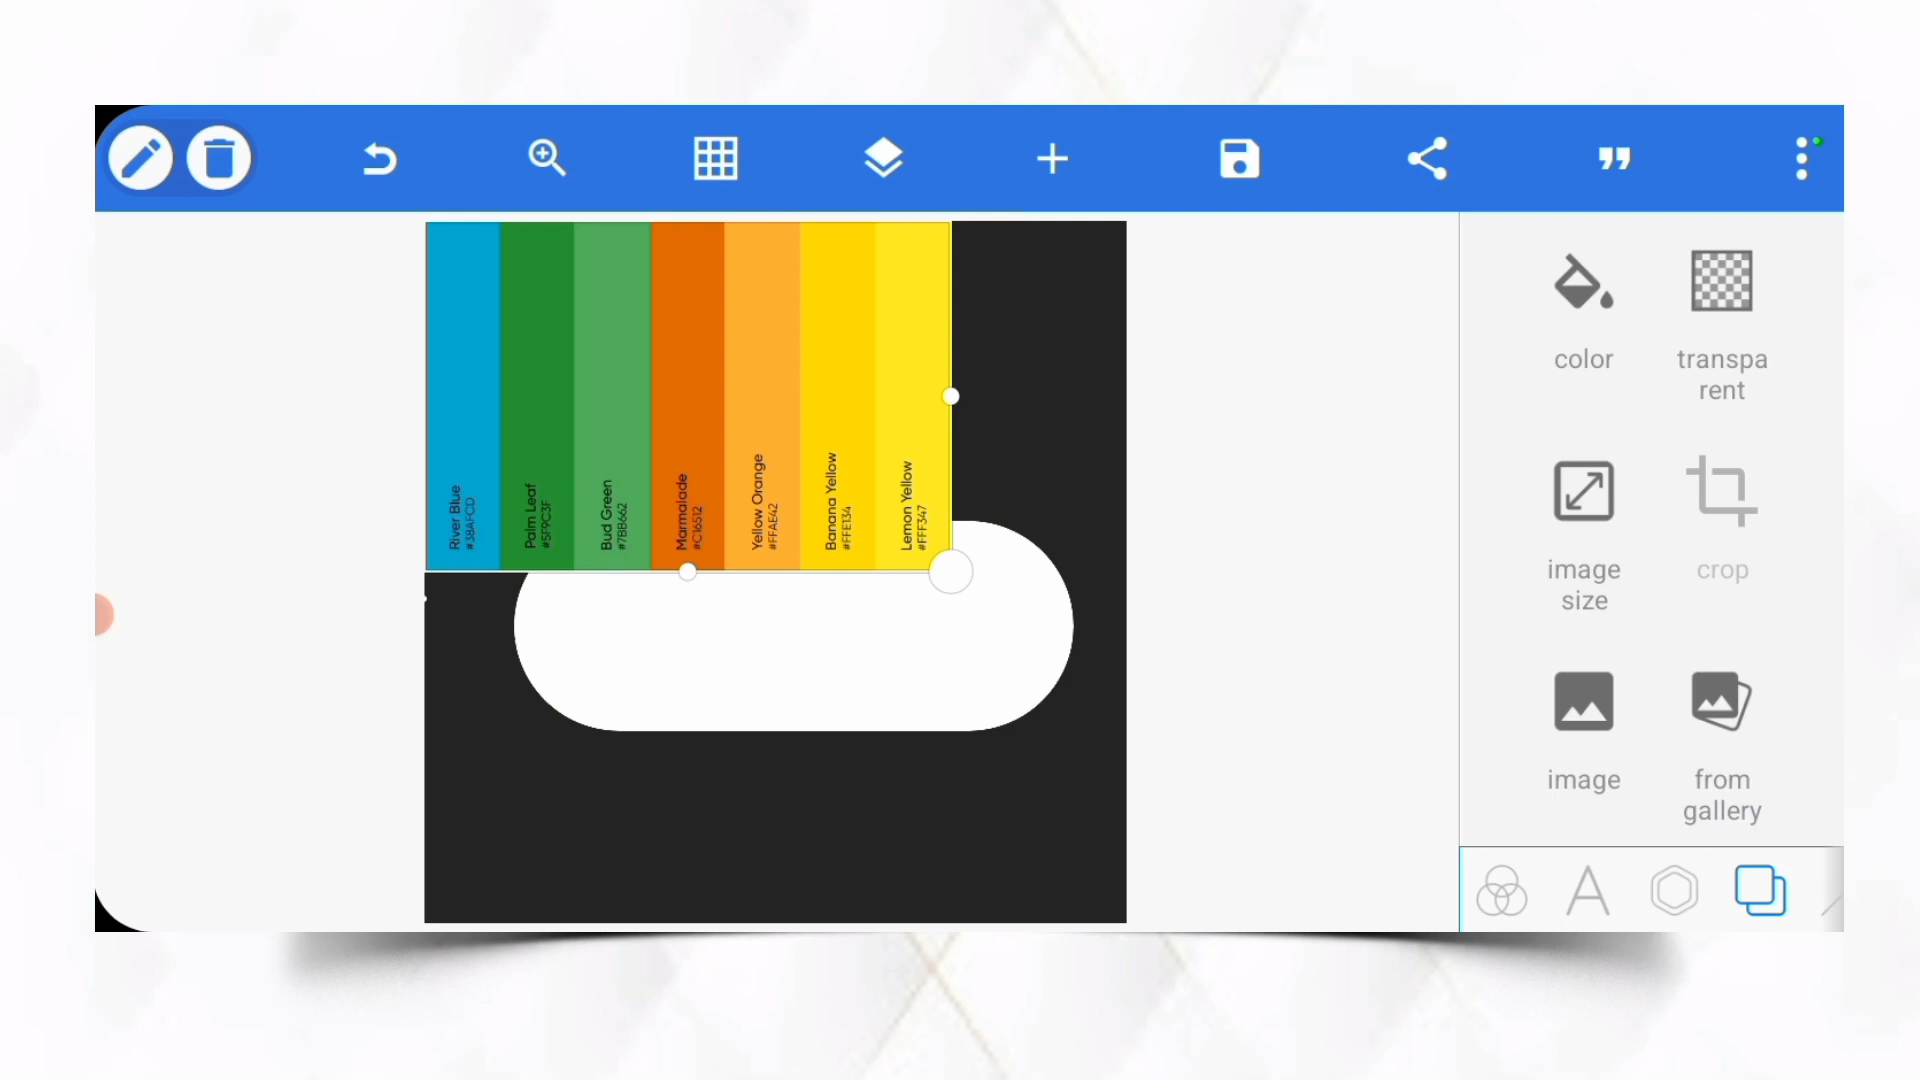 River Blue
#38AFCD
Palm Leaf
#5F9C3F
Bud Green
#7BB662
Marmalade
#C16512
Yellow Orange
#FFAE42
Banana Yellow
#FFE134
Lemon Yellow
#FFF347
color
transpa
rent
image
size
crop
image
from
gallery